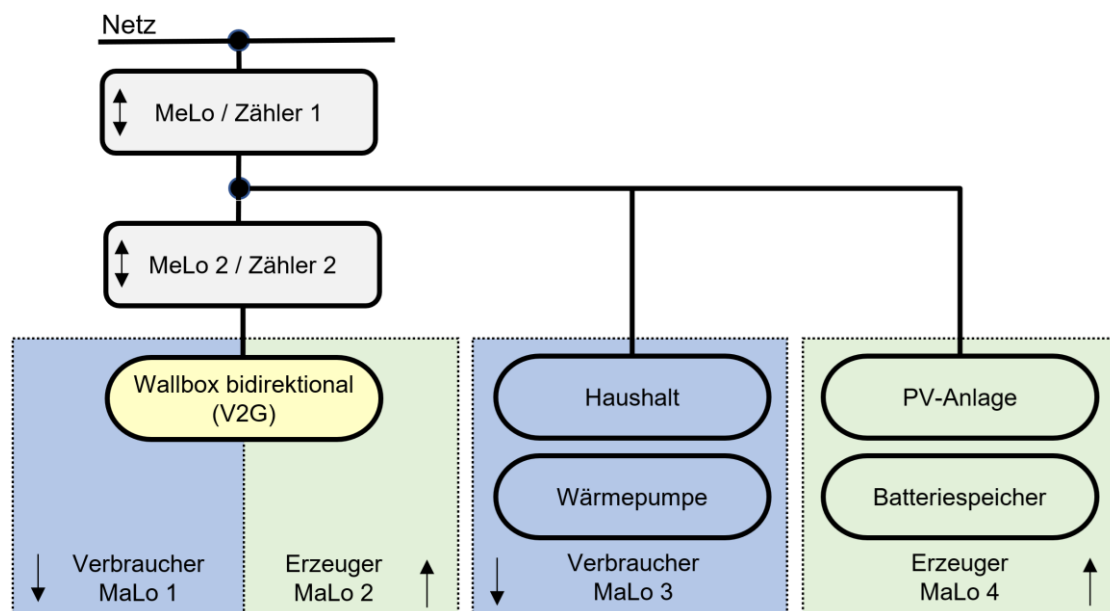 Netz
MeLo / Zähler 1
MeLo 2 / Zähler 2
Wallbox bidirektional
(V2G)
Haushalt
PV-Anlage
Wärmepumpe
Batteriespeicher
Verbraucher
MaLo 1
Erzeuger
MaLo 2
Verbraucher
MaLo 3
Erzeuger
MaLo 4